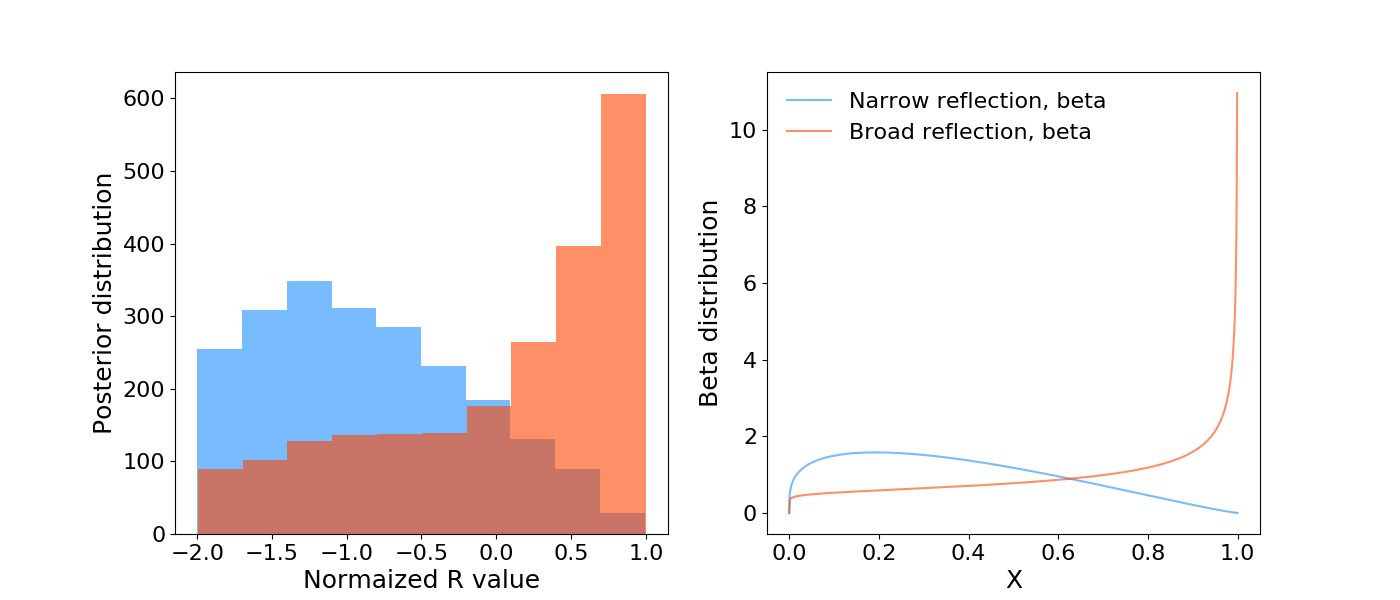 Posterior distribution
600
500
400
300
200
100
0
−2.0 −1.5 −1.0 −0.5 0.0 0.5 1.0
Normaized R value
Beta distribution
10
8
6
4
2
0
0.0 0.2 0.4 0.6 0.8 1.0
X
Narrow reflection, beta
Broad reflection, beta